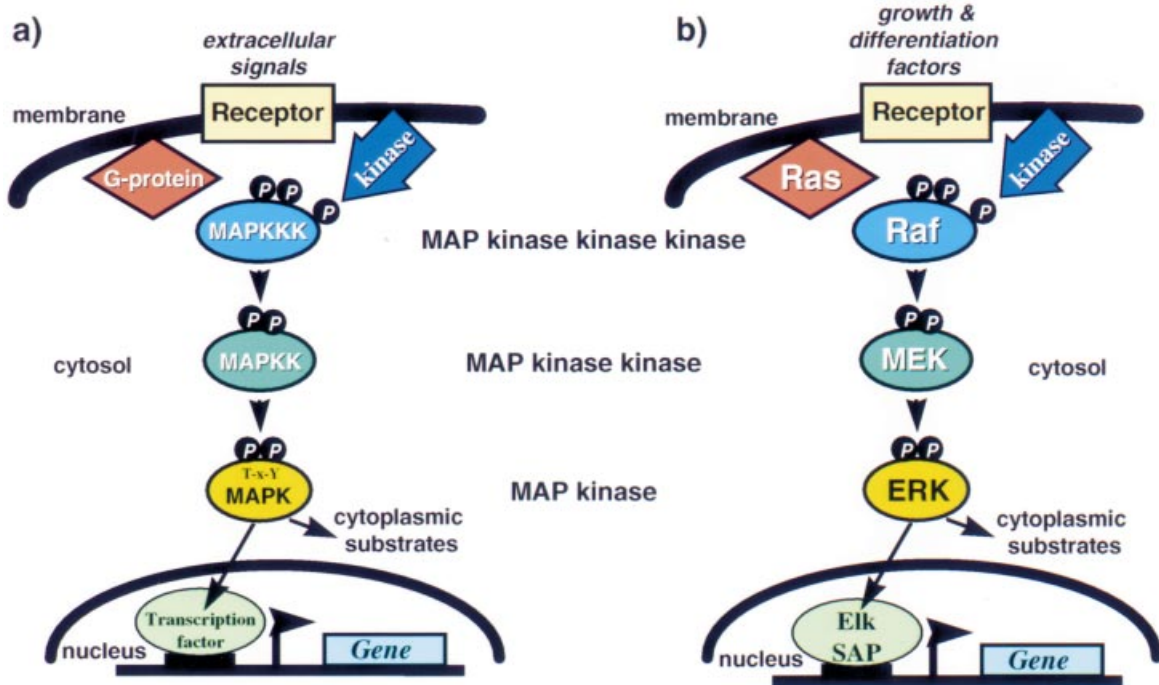 a)
extracellular
signals
membrane
Receptor
kinase
G-protein
P P P
MAPKKK
P P
MAPKK
cytosol
P P
T-x-Y
MAPK
cytoplasmic
substrates
Transcription
factor
nucleus
Gene
MAP kinase kinase kinase
MAP kinase kinase
MAP kinase
b)
growth &
differentiation
factors
membrane
Receptor
kinase
Ras
P P P
Raf
P P
MEK
cytosol
P P
ERK
cytoplasmic
substrates
Elk
SAP
nucleus
Gene